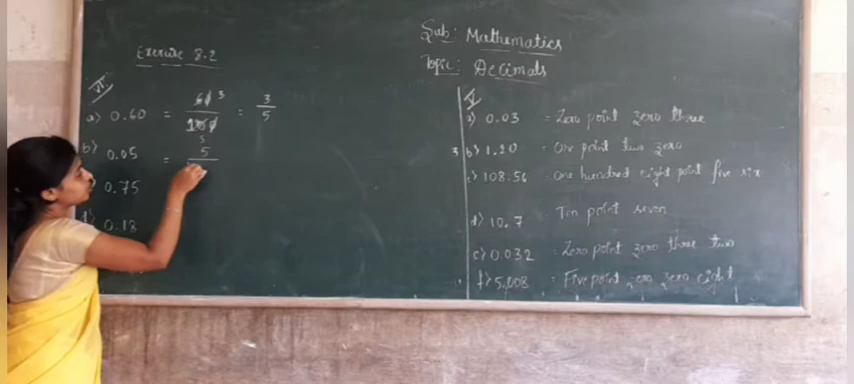 Sub: Mathematics
Topic: Decimals
Exercise 8.2
IV
a) 0.60 = 60 3 / 100 5 = 3/5
b) 0.05 = 5
0.75
f) 0.18
V
a) 0.03 = Zero point zero three
b) 1.20 = One point two zero
c) 108.56 = One hundred eight point five six
d) 10.7 = Ten point seven
e) 0.032 = Zero point zero three two
f) 5.008 = Five point zero zero eight